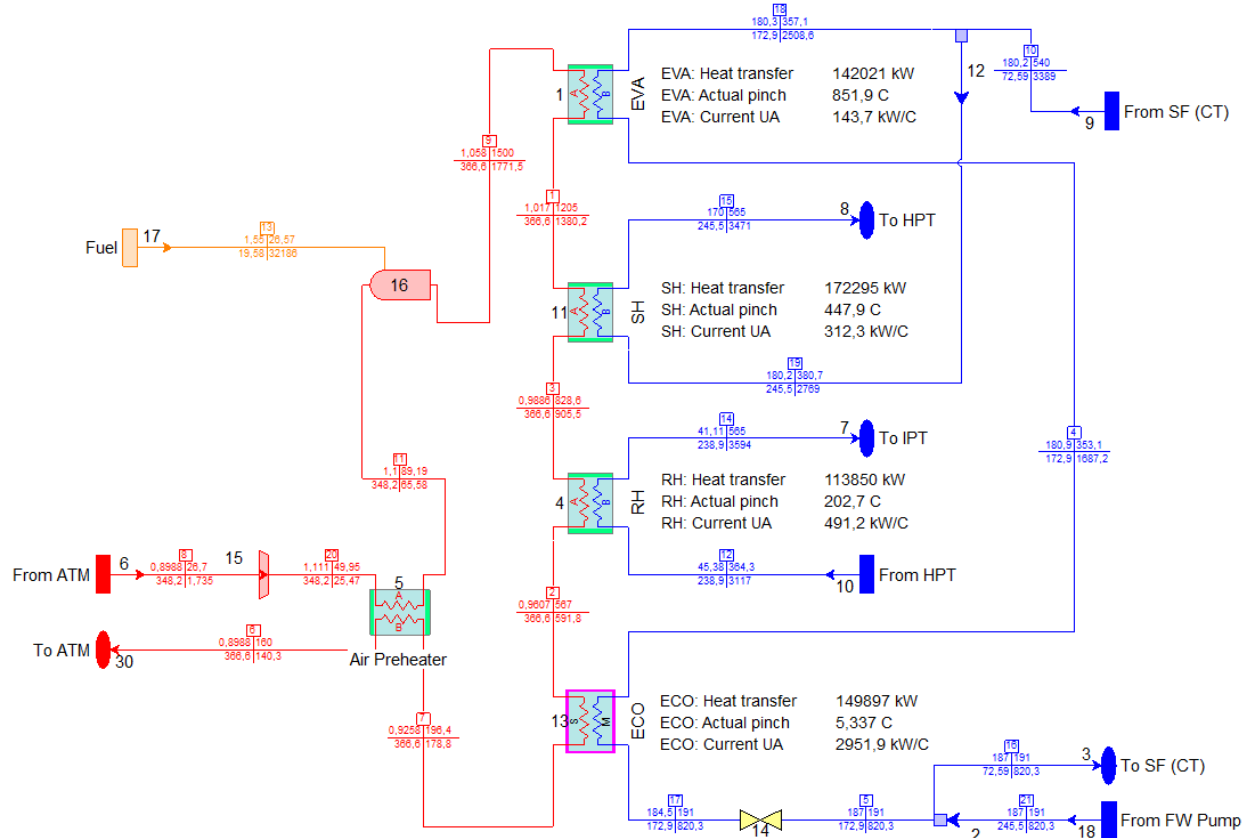 18
180,3 357,1
172,9 2508,6
10
180,2 540
72,59 3389
12
From SF (CT)
9
1
A
B
EVA
EVA: Heat transfer 142021 kW
EVA: Actual pinch 851,9 C
EVA: Current UA 143,7 kW/C
9
1,058 1500
366,6 1771,5
1
1,017 1205
366,6 1380,2
15
170 565
245,5 3471
8
To HPT
Fuel
17
13
1,55 26,57
19,58 32186
16
11
A
B
SH
SH: Heat transfer 172295 kW
SH: Actual pinch 447,9 C
SH: Current UA 312,3 kW/C
19
180,2 380,7
245,5 2769
3
0,9886 828,6
366,6 905,5
14
41,11 565
238,9 3594
7
To IPT
4
180,9 353,1
172,9 1687,2
11
1,1 89,19
348,2 65,58
4
A
B
RH
RH: Heat transfer 113850 kW
RH: Actual pinch 202,7 C
RH: Current UA 491,2 kW/C
12
45,38 364,3
238,9 3117
10
From HPT
From ATM
6
8
0,8988 26,7
348,2 1,735
15
20
1,111 49,95
348,2 25,47
5
A
B
Air Preheater
2
0,9607 567
366,6 591,8
To ATM
30
6
0,8988 160
366,6 140,3
7
0,9258 196,4
366,6 178,8
13
S
M
ECO
ECO: Heat transfer 149897 kW
ECO: Actual pinch 5,337 C
ECO: Current UA 2951,9 kW/C
16
187 191
72,59 820,3
3
To SF (CT)
17
184,5 191
172,9 820,3
14
5
187 191
172,9 820,3
2
21
245,5 820,3
187 191
18
From FW Pump